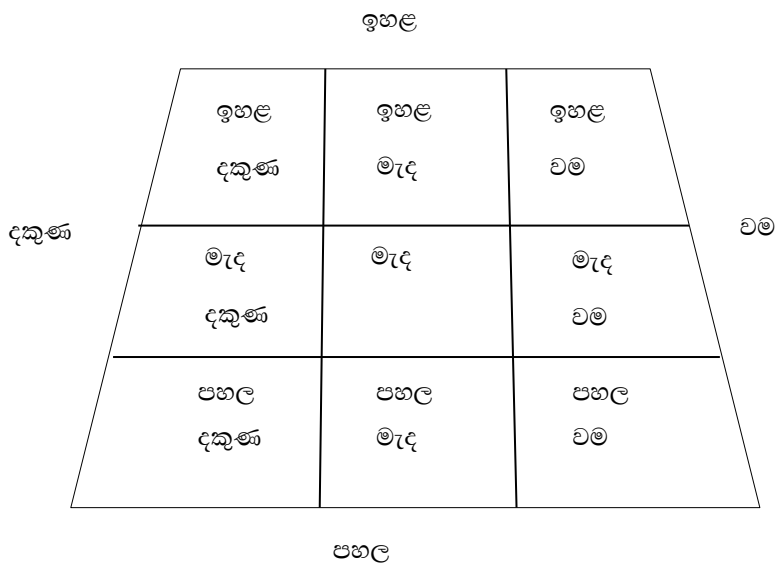 ඉහළ
ඉහළ ඉහළ ඉහළ
දකුණ මැද වම
දකුණ වම
මැද මැද මැද
දකුණ වම
පහල පහල පහල
දකුණ මැද වම
පහල